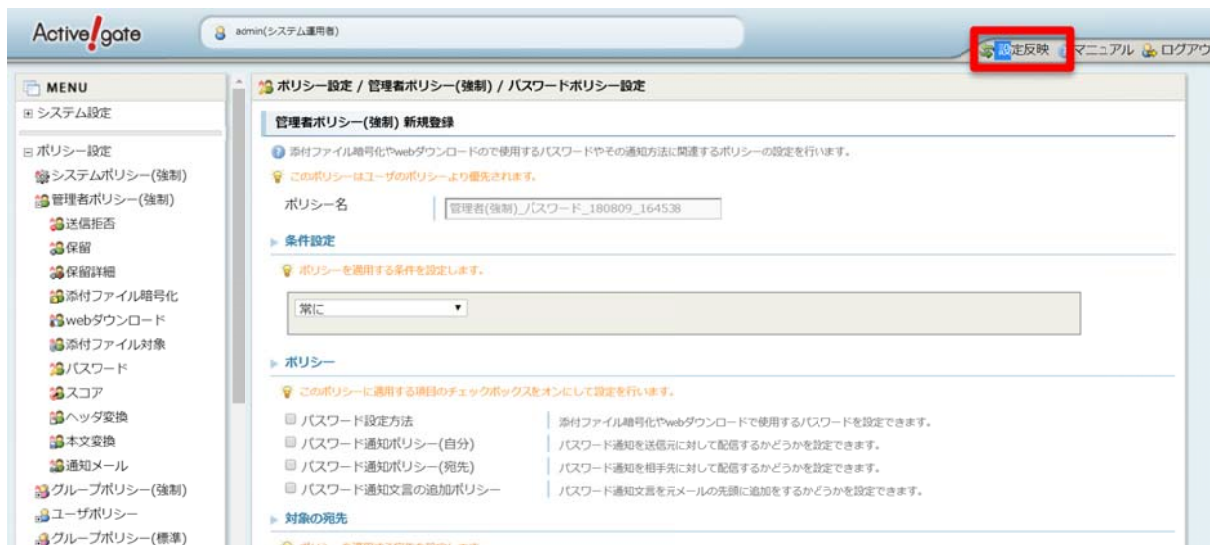 Active!gate
admin(システム運用者)
設定反映
マニュアル
ログアウ
MENU
システム設定
ポリシー設定
システムポリシー(強制)
管理者ポリシー(強制)
送信拒否
保留
保留詳細
添付ファイル暗号化
webダウンロード
添付ファイル対象
パスワード
スコア
ヘッダ変換
本文変換
通知メール
グループポリシー(強制)
ユーザポリシー
グループポリシー(標準)
ポリシー設定 / 管理者ポリシー(強制) / パスワードポリシー設定
管理者ポリシー(強制) 新規登録
添付ファイル暗号化やwebダウンロードので使用するパスワードやその通知方法に関連するポリシーの設定を行います。
このポリシーはユーザのポリシーより優先されます。
ポリシー名 管理者(強制)_パスワード_180809_164538
条件設定
ポリシーを適用する条件を設定します。
常に
ポリシー
このポリシーに適用する項目のチェックボックスをオンにして設定を行います。
パスワード設定方法 添付ファイル暗号化やwebダウンロードで使用するパスワードを設定できます。
パスワード通知ポリシー(自分) パスワード通知を送信元に対して配信するかどうかを設定できます。
パスワード通知ポリシー(宛先) パスワード通知を相手先に対して配信するかどうかを設定できます。
パスワード通知文言の追加ポリシー パスワード通知文言を元メールの先頭に追加をするかどうかを設定できます。
対象の宛先